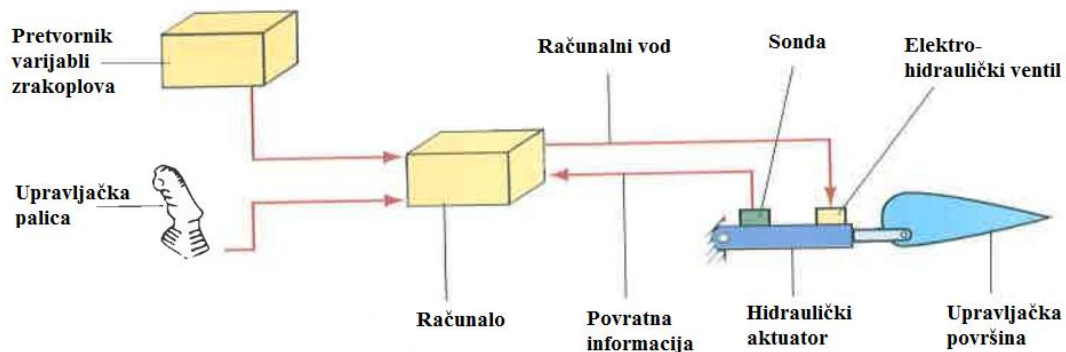 Pretvornik
varijabli
zrakoplova
Računalni vod
Sonda
Elektro-
hidraulički ventil
Upravljačka
palica
Računalo
Povratna
informacija
Hidraulički
aktuator
Upravljačka
površina